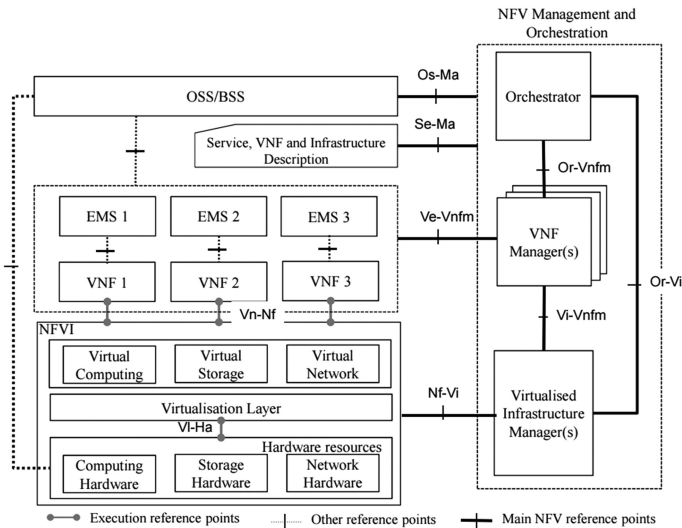 NFV Management and
Orchestration
OSS/BSS
Os-Ma
Orchestrator
Se-Ma
Service, VNF and Infrastructure
Description
Or-Vnfm
EMS 1
EMS 2
EMS 3
Ve-Vnfm
VNF
Manager(s)
VNF 1
VNF 2
VNF 3
Or-Vi
Vn-Nf
Vi-Vnfm
NFVI
Virtual
Computing
Virtual
Storage
Virtual
Network
Nf-Vi
Virtualised
Infrastructure
Manager(s)
Virtualisation Layer
Vl-Ha
Hardware resources
Computing
Hardware
Storage
Hardware
Network
Hardware
Execution reference points
Other reference points
Main NFV reference points